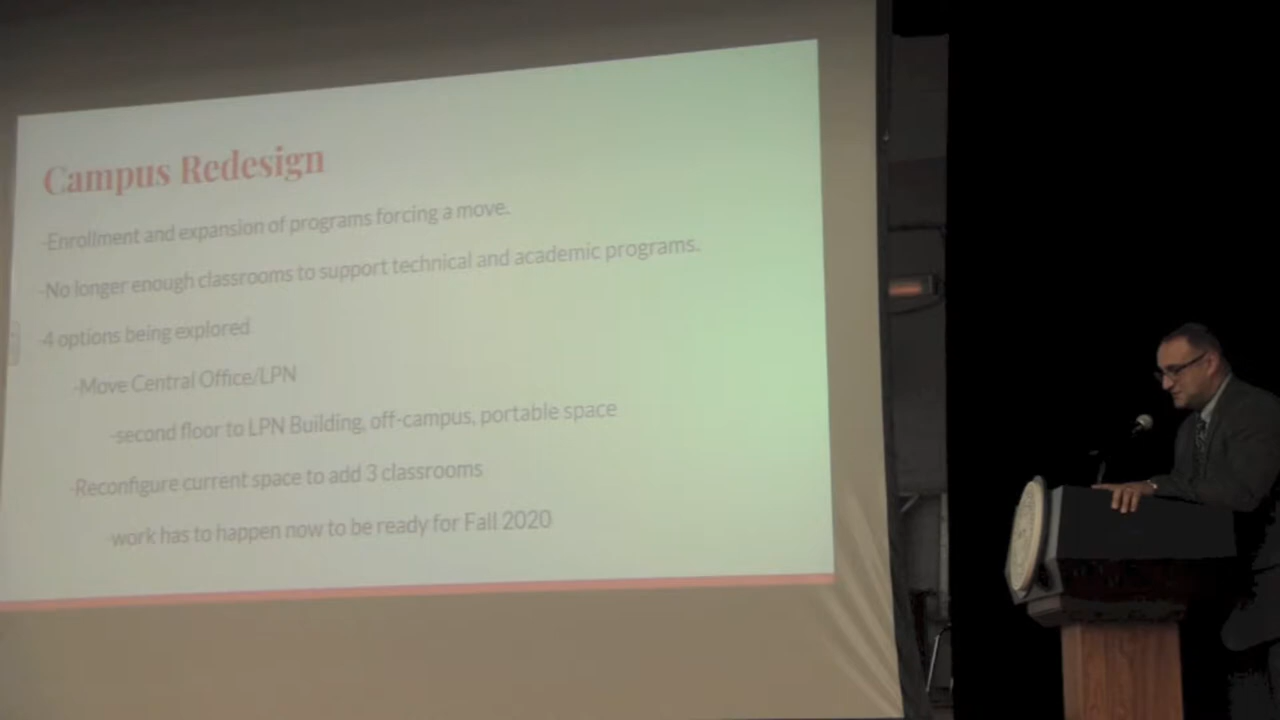 Campus Redesign
-Enrollment and expansion of programs forcing a move.
-No longer enough classrooms to support technical and academic programs.
-4 options being explored
-Move Central Office/LPN
-second floor to LPN Building, off-campus, portable space
-Reconfigure current space to add 3 classrooms
-work has to happen now to be ready for Fall 2020